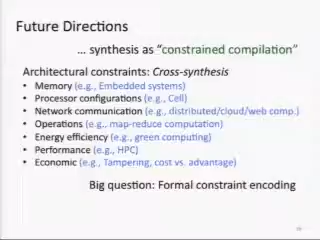 Future Directions
... synthesis as “constrained compilation”
Architectural constraints: Cross-synthesis
• Memory (e.g., Embedded systems)
• Processor configurations (e.g., Cell)
• Network communication (e.g., distributed/cloud/web comp.)
• Operations (e.g., map-reduce computation)
• Energy efficiency (e.g., green computing)
• Performance (e.g., HPC)
• Economic (e.g., Tampering, cost vs. advantage)
Big question: Formal constraint encoding